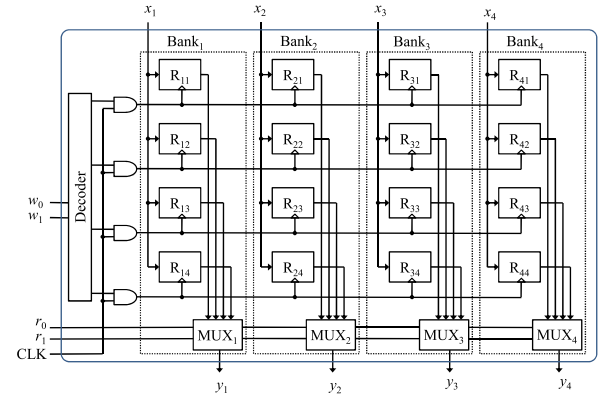 x₁ x₂ x₃ x₄
Bank₁ Bank₂ Bank₃ Bank₄
R₁₁ R₂₁ R₃₁ R₄₁
R₁₂ R₂₂ R₃₂ R₄₂
Decoder
w₀
w₁
R₁₃ R₂₃ R₃₃ R₄₃
R₁₄ R₂₄ R₃₄ R₄₄
r₀
r₁
CLK
MUX₁ MUX₂ MUX₃ MUX₄
y₁ y₂ y₃ y₄